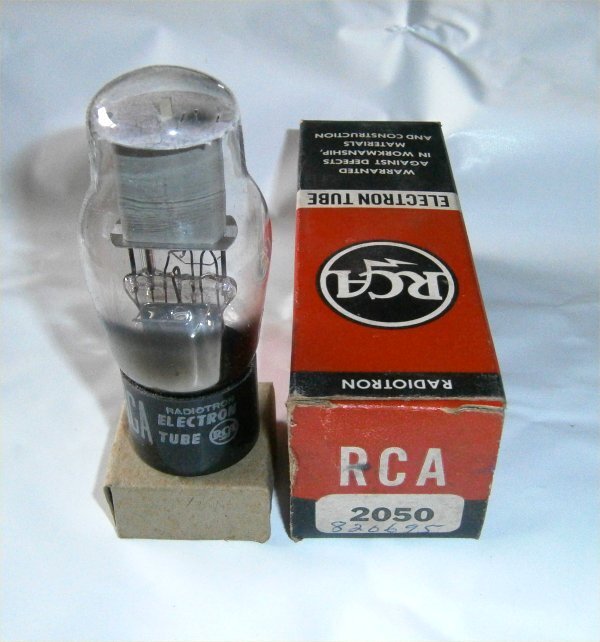 RCA
RADIOTRON
ELECTRON
TUBE
RCA
RADIOTRON
RCA
ELECTRON TUBE
WARRANTED
AGAINST DEFECTS
IN WORKMANSHIP,
MATERIALS
AND CONSTRUCTION
RCA
2050
820695